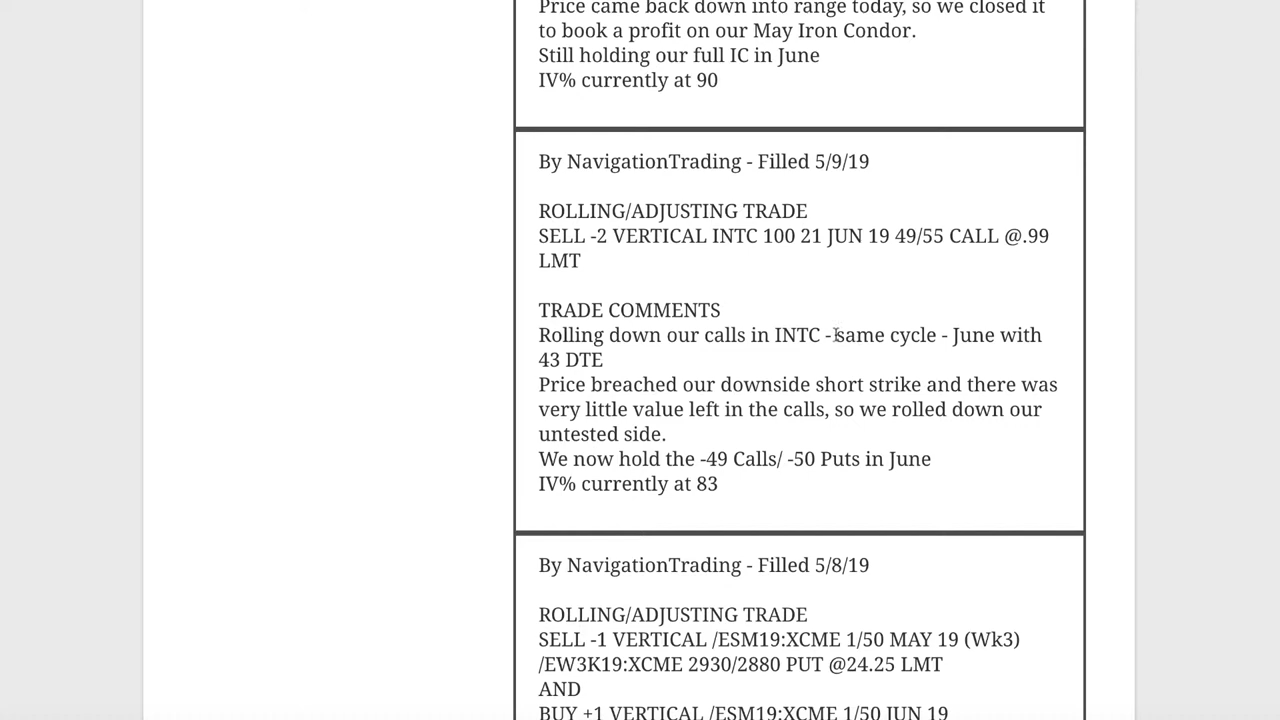 Price came back down into range today, so we closed it
to book a profit on our May Iron Condor.
Still holding our full IC in June
IV% currently at 90
By NavigationTrading - Filled 5/9/19
ROLLING/ADJUSTING TRADE
SELL -2 VERTICAL INTC 100 21 JUN 19 49/55 CALL @.99
LMT
TRADE COMMENTS
Rolling down our calls in INTC - same cycle - June with
43 DTE
Price breached our downside short strike and there was
very little value left in the calls, so we rolled down our
untested side.
We now hold the -49 Calls/ -50 Puts in June
IV% currently at 83
By NavigationTrading - Filled 5/8/19
ROLLING/ADJUSTING TRADE
SELL -1 VERTICAL /ESM19:XCME 1/50 MAY 19 (Wk3)
/EW3K19:XCME 2930/2880 PUT @24.25 LMT
AND
BUY +1 VERTICAL /ESM19:XCME 1/50 JUN 19